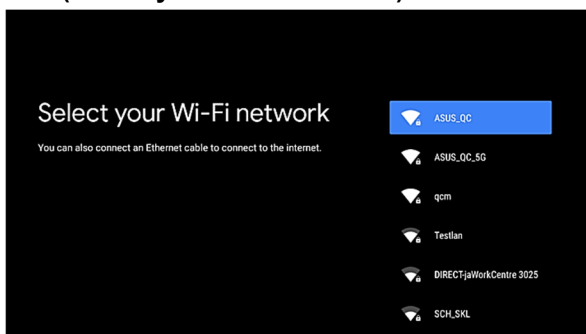 Select your Wi-Fi network
You can also connect an Ethernet cable to connect to the internet.
ASUS_QC
ASUS_QC_5G
qcm
Testlan
DIRECT-jaWorkCentre 3025
SCH_SKL